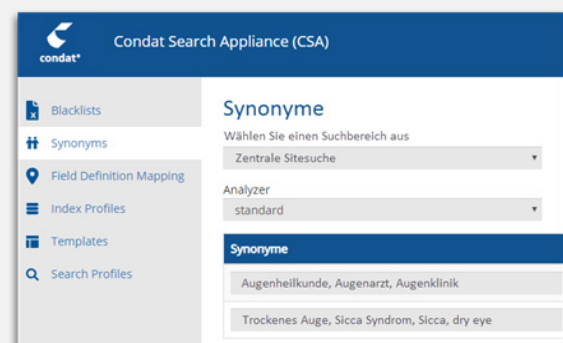 condat*
Condat Search Appliance (CSA)
Blacklists
Synonyms
Field Definition Mapping
Index Profiles
Templates
Search Profiles
Synonyme
Wählen Sie einen Suchbereich aus
Zentrale Sitesuche
Analyzer
standard
Synonyme
Augenheilkunde, Augenarzt, Augenklinik
Trockenes Auge, Sicca Syndrom, Sicca, dry eye